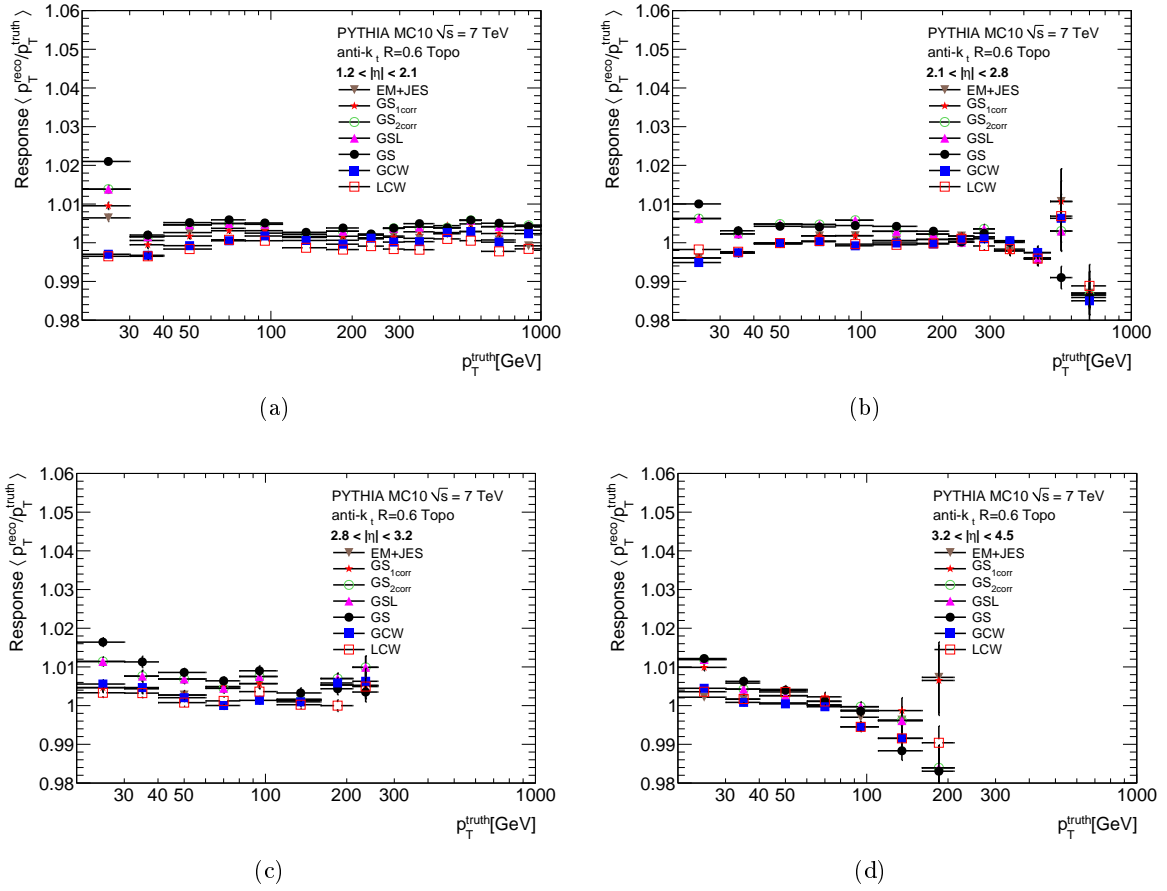 Response ⟨ p_T^reco/p_T^truth ⟩
1.06
1.05
1.04
1.03
1.02
1.01
1
0.99
0.98
PYTHIA MC10 √s = 7 TeV
anti-k_t R=0.6 Topo
1.2 < |η| < 2.1
EM+JES
GS_1corr
GS_2corr
GSL
GS
GCW
LCW
30 40 50 100 200 300 1000
p_T^truth[GeV]
(a)
Response ⟨ p_T^reco/p_T^truth ⟩
1.06
1.05
1.04
1.03
1.02
1.01
1
0.99
0.98
PYTHIA MC10 √s = 7 TeV
anti-k_t R=0.6 Topo
2.1 < |η| < 2.8
EM+JES
GS_1corr
GS_2corr
GSL
GS
GCW
LCW
30 40 50 100 200 300 1000
p_T^truth[GeV]
(b)
Response ⟨ p_T^reco/p_T^truth ⟩
1.06
1.05
1.04
1.03
1.02
1.01
1
0.99
0.98
PYTHIA MC10 √s = 7 TeV
anti-k_t R=0.6 Topo
2.8 < |η| < 3.2
EM+JES
GS_1corr
GS_2corr
GSL
GS
GCW
LCW
30 40 50 100 200 300 1000
p_T^truth[GeV]
(c)
Response ⟨ p_T^reco/p_T^truth ⟩
1.06
1.05
1.04
1.03
1.02
1.01
1
0.99
0.98
PYTHIA MC10 √s = 7 TeV
anti-k_t R=0.6 Topo
3.2 < |η| < 4.5
EM+JES
GS_1corr
GS_2corr
GSL
GS
GCW
LCW
30 40 50 100 200 300 1000
p_T^truth[GeV]
(d)